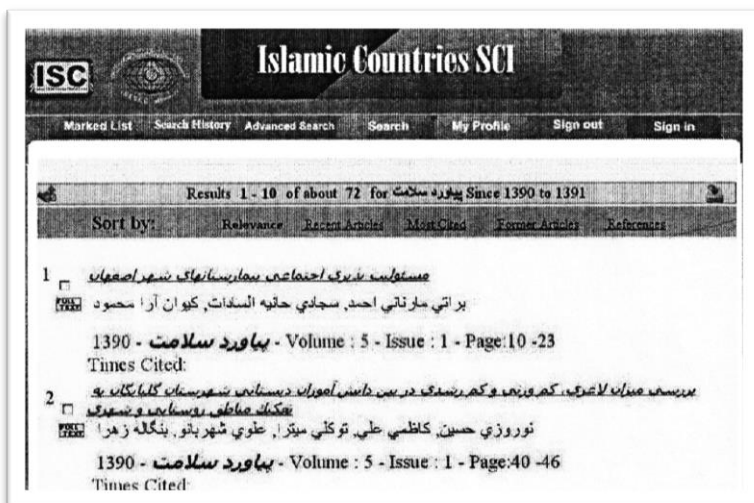 Islamic Countries SCI
ISC
Marked List Search History Advanced Search Search My Profile Sign out Sign in
Results 1 - 10 of about 72 for پیاورد سلامت Since 1390 to 1391
Sort by: Relevance Recent Articles Most Cited Former Articles References
1 مسئولیت پذیری اجتماعی بیمارستانهای شهر اصفهان
FULL TEXT براتي مارناني احمد, سجادي حانيه السادات, كيوان آرا محمود
1390 - پیاورد سلامت - Volume : 5 - Issue : 1 - Page:10 -23
Times Cited:
2 بررسی میزان لاغری، کم وزنی و کم رشدی در بین دانش آموزان دبستانی شهرستان گلپایگان به
تفکیک مناطق روستایی و شهری
FULL TEXT نوروزي حسين, كاظمي علي, توكلي ميترا, علوي شهربانو, بنگاله زهرا
1390 - پیاورد سلامت - Volume : 5 - Issue : 1 - Page:40 -46
Times Cited: